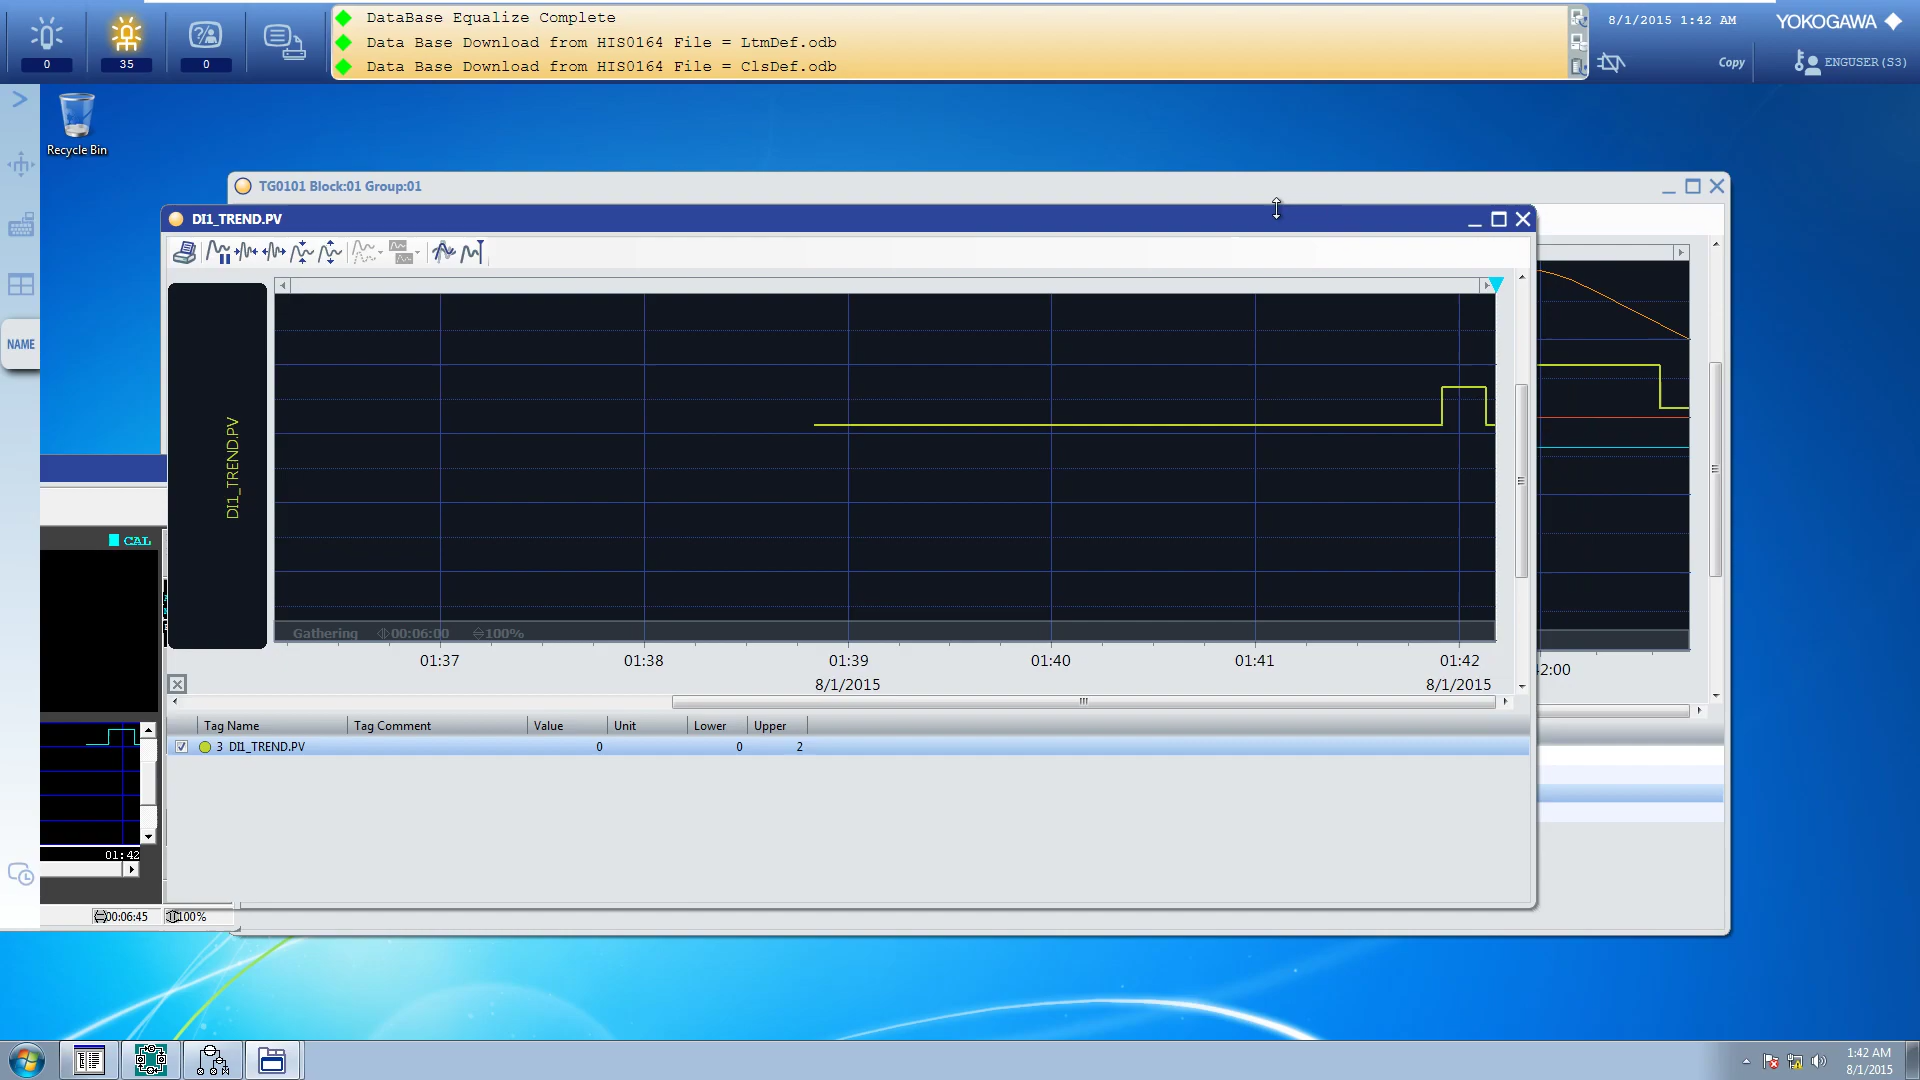 DataBase Equalize Complete
Data Base Download from HIS0164 File = LtmDef.odb
Data Base Download from HIS0164 File = ClsDef.odb
0
35
0
8/1/2015 1:42 AM
YOKOGAWA
Copy
ENGUSER (S3)
Recycle Bin
TG0101 Block:01 Group:01
DI1_TREND.PV
NAME
DI1_TREND.PV
CAL
Gathering 00:06:00 100%
01:37 01:38 01:39 01:40 01:41 01:42
8/1/2015 8/1/2015
2:00
Tag Name Tag Comment Value Unit Lower Upper
3 DI1_TREND.PV 0 0 2
01:42
00:06:45 100%
1:42 AM
8/1/2015